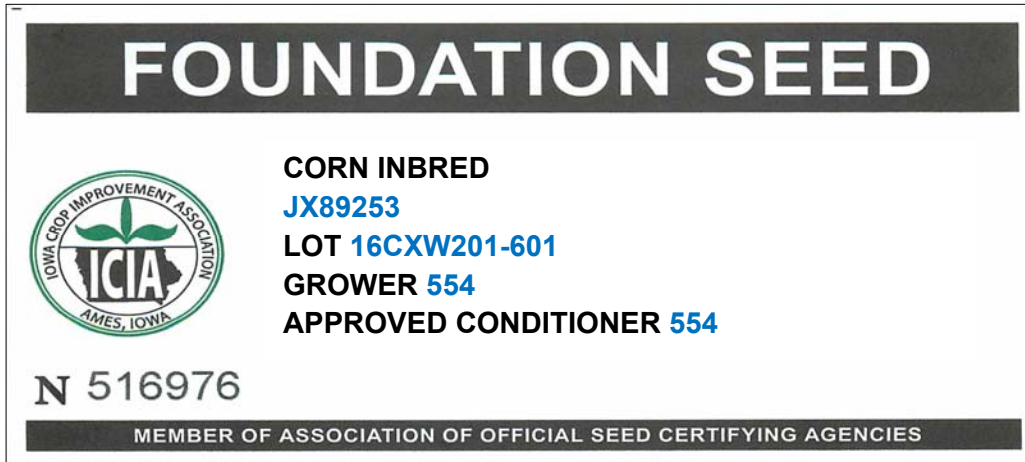 FOUNDATION SEED
IOWA CROP IMPROVEMENT ASSOCIATION
ICIA
AMES, IOWA
CORN INBRED
JX89253
LOT 16CXW201-601
GROWER 554
APPROVED CONDITIONER 554
N 516976
MEMBER OF ASSOCIATION OF OFFICIAL SEED CERTIFYING AGENCIES